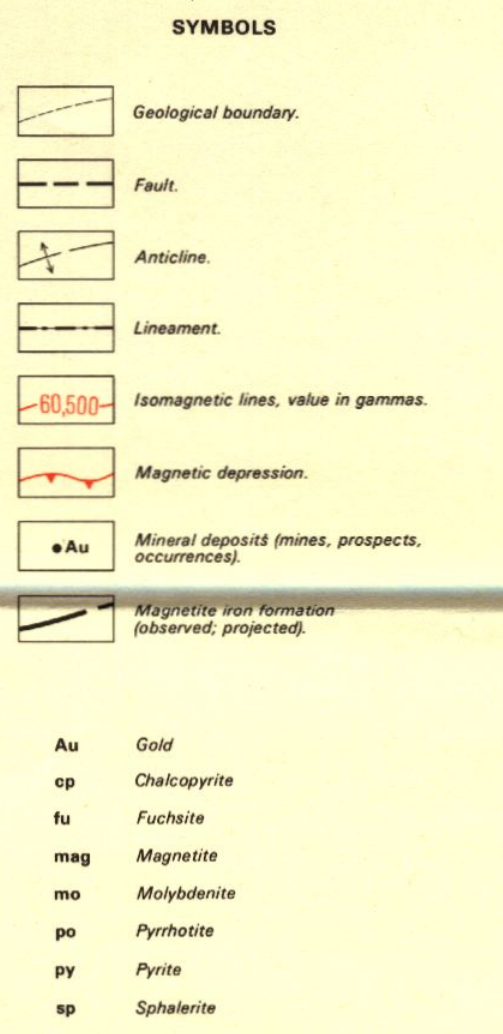 SYMBOLS
Geological boundary.
Fault.
Anticline.
Lineament.
60,500
Isomagnetic lines, value in gammas.
Magnetic depression.
Au
Mineral deposits (mines, prospects,
occurrences).
Magnetite iron formation
(observed; projected).
Au Gold
cp Chalcopyrite
fu Fuchsite
mag Magnetite
mo Molybdenite
po Pyrrhotite
py Pyrite
sp Sphalerite